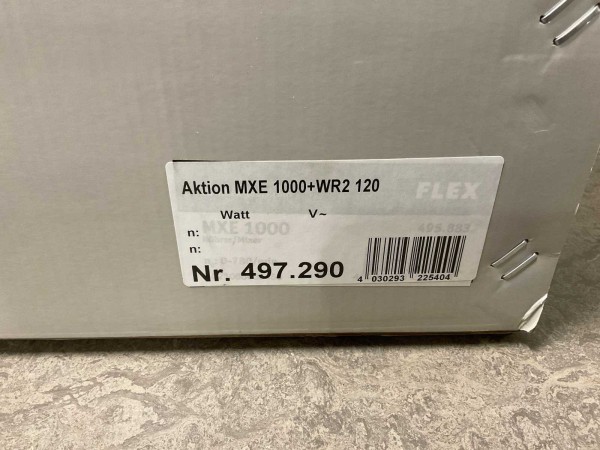 Aktion MXE 1000+WR2 120
FLEX
Watt V~
n: MXE 1000
n:
Nr. 497.290
4 030293 225404